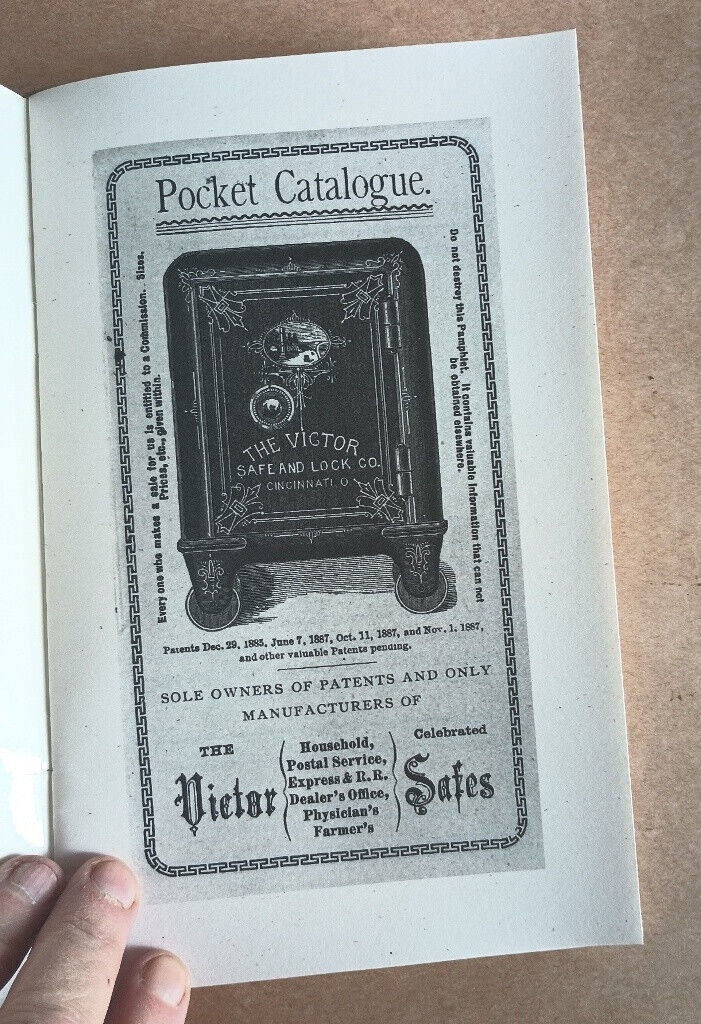 Pocket Catalogue.
Every one who makes a sale for us is entitled to a Commission. Sizes,
Prices, etc., given within.
Do not destroy this Pamphlet. It contains valuable Information that can not
be obtained elsewhere.
THE VICTOR
SAFE AND LOCK CO.
CINCINNATI. O
Patents Dec. 29, 1885, June 7, 1887, Oct. 11, 1887, and Nov. 1, 1887,
and other valuable Patents pending.
SOLE OWNERS OF PATENTS AND ONLY
MANUFACTURERS OF
THE
Victor
Household,
Postal Service,
Express & R.R.
Dealer's Office,
Physician's
Farmer's
Celebrated
Safes